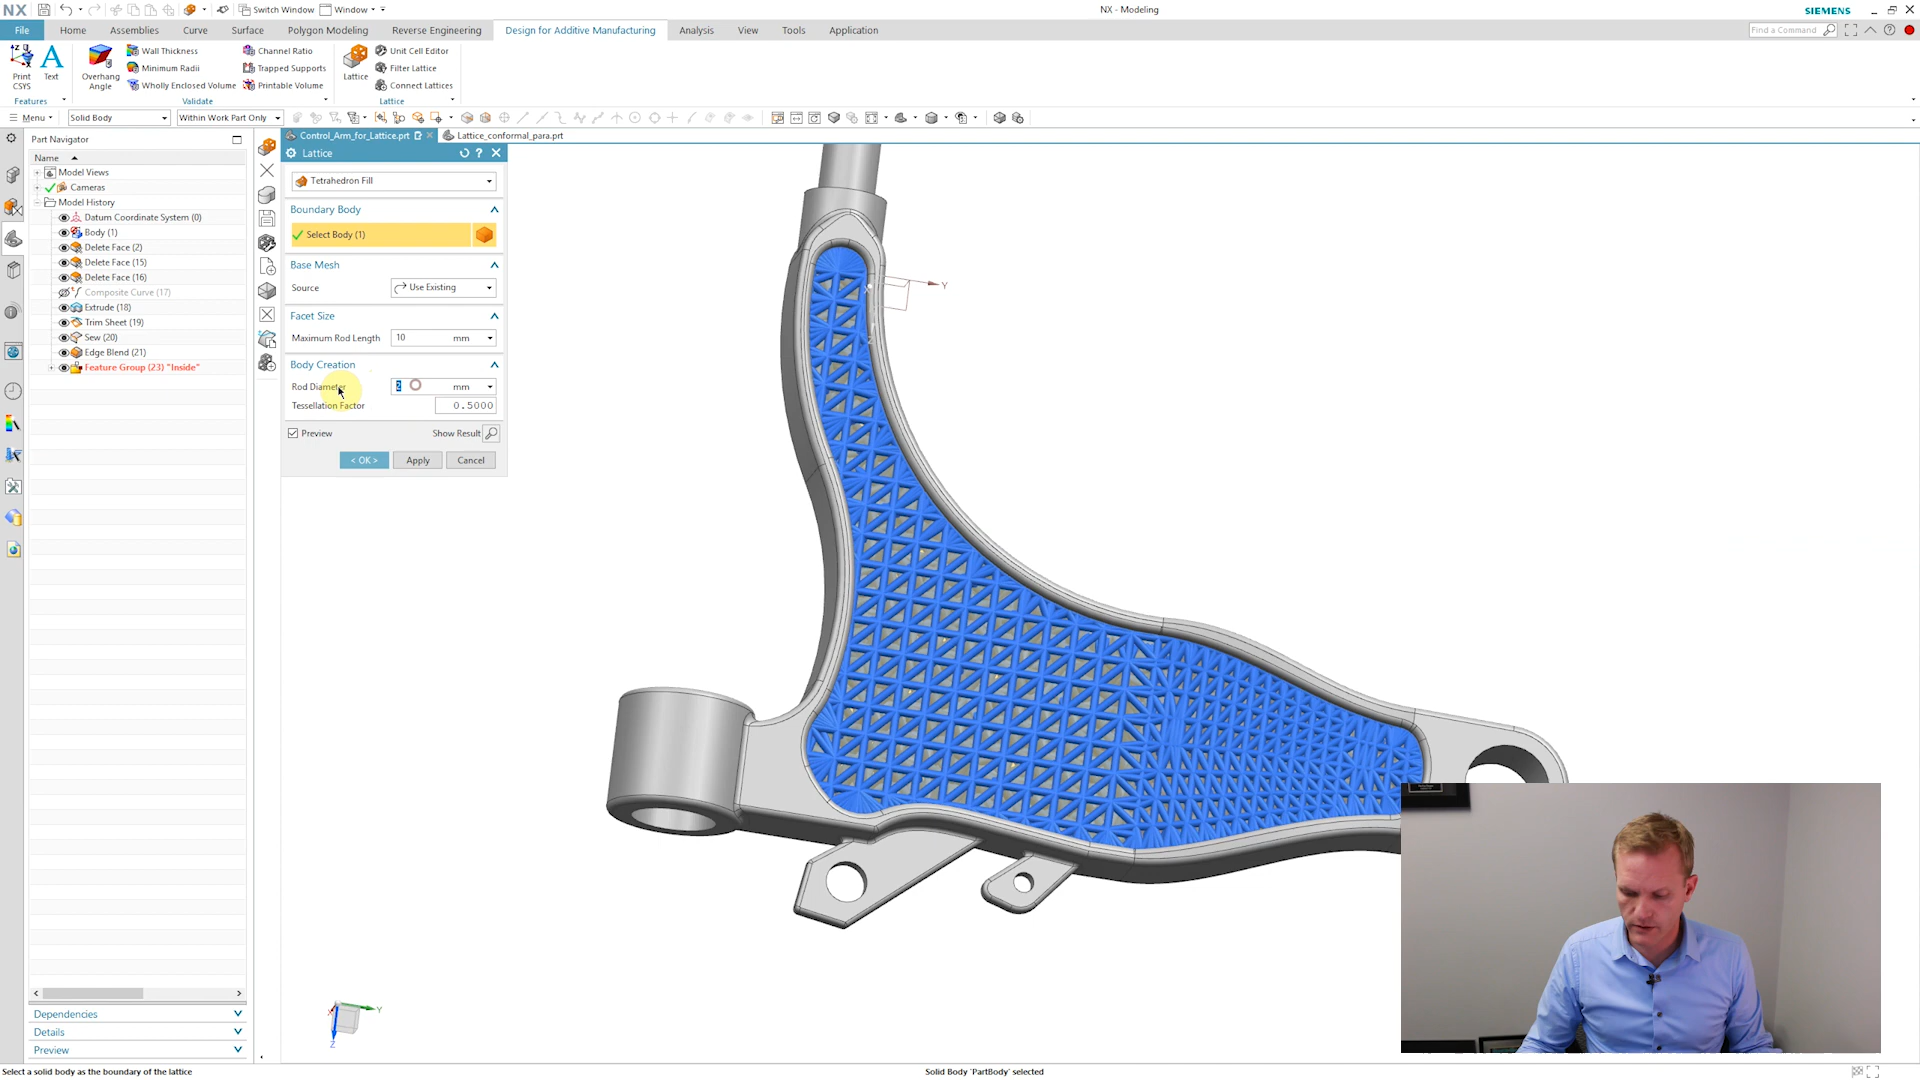 NX
Switch Window
Window
NX - Modeling
SIEMENS
File
Home
Assemblies
Curve
Surface
Polygon Modeling
Reverse Engineering
Design for Additive Manufacturing
Analysis
View
Tools
Application
Find a Command
Print CSYS
Text
Features
Overhang Angle
Wall Thickness
Minimum Radii
Wholly Enclosed Volume
Channel Ratio
Trapped Supports
Printable Volume
Validate
Lattice
Unit Cell Editor
Filter Lattice
Connect Lattices
Lattice
Menu
Solid Body
Within Work Part Only
Part Navigator
Name
Model Views
Cameras
Model History
Datum Coordinate System (0)
Body (1)
Delete Face (2)
Delete Face (15)
Delete Face (16)
Composite Curve (17)
Extrude (18)
Trim Sheet (19)
Sew (20)
Edge Blend (21)
Feature Group (23) "Inside"
Dependencies
Details
Preview
Control_Arm_for_Lattice.prt
Lattice_conformal_para.prt
Lattice
Tetrahedron Fill
Boundary Body
Select Body (1)
Base Mesh
Source
Use Existing
Facet Size
Maximum Rod Length
10
mm
Body Creation
Rod Diameter
2
mm
Tessellation Factor
0.5000
Preview
Show Result
< OK >
Apply
Cancel
Y
Z
Y
Z
Select a solid body as the boundary of the lattice
Solid Body 'PartBody' selected